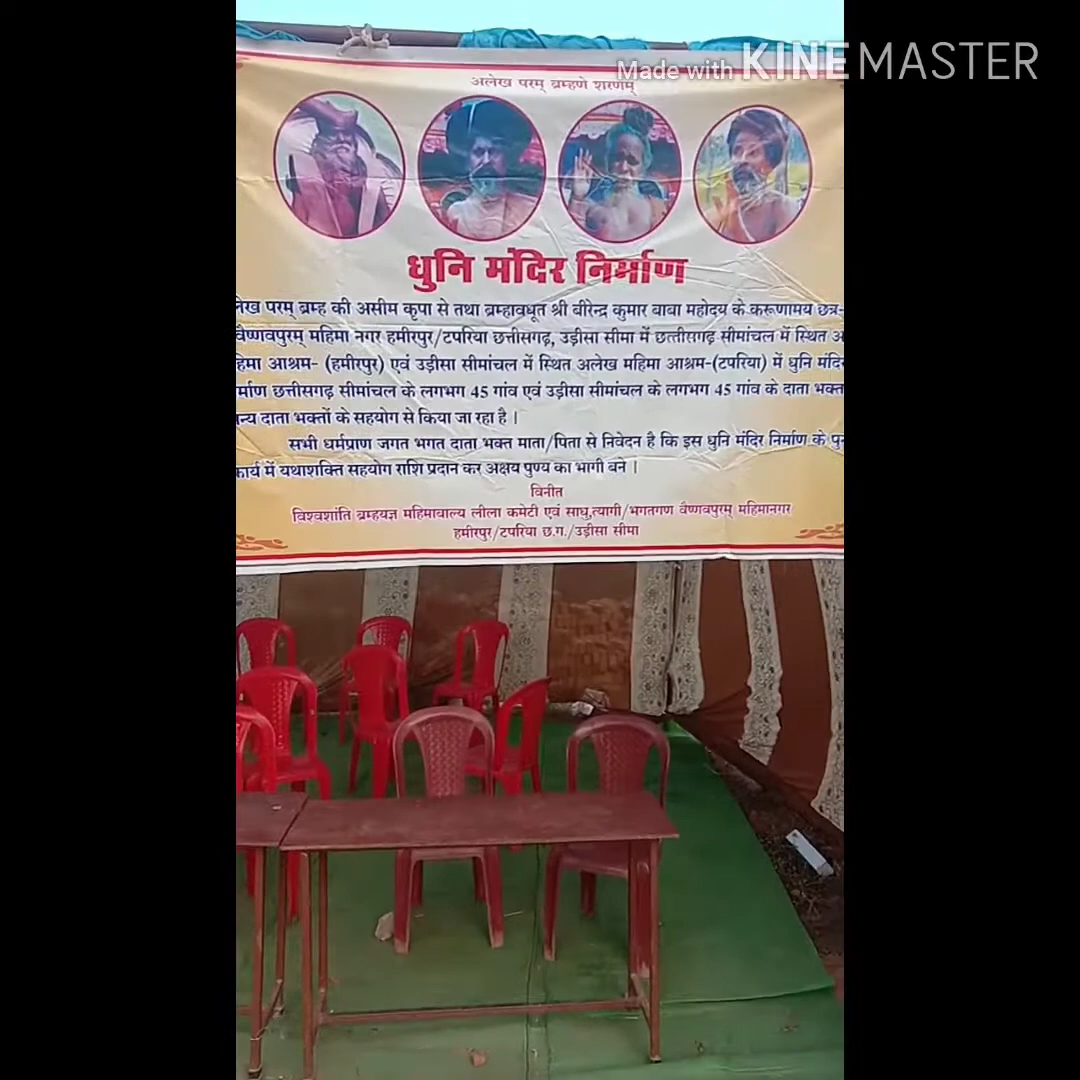 Made with KINEMASTER
अलेख परम् ब्रम्हणे शरणम्
धुनि मंदिर निर्माण
लेख परम् ब्रम्ह की असीम कृपा से तथा ब्रम्हावधूत श्री बीरेन्द्र कुमार बाबा महोदय के करूणामय छत्र-
वैष्णवपुरम् महिमा नगर हमीरपुर/टपरिया छत्तीसगढ़, उड़ीसा सीमा में छत्तीसगढ़ सीमांचल में स्थित अ
हिमा आश्रम- (हमीरपुर) एवं उड़ीसा सीमांचल में स्थित अलेख महिमा आश्रम-(टपरिया) में धुनि मंदिर
र्माण छत्तीसगढ़ सीमांचल के लगभग 45 गांव एवं उड़ीसा सीमांचल के लगभग 45 गांव के दाता भक्त
न्य दाता भक्तों के सहयोग से किया जा रहा है ।
सभी धर्मप्राण जगत भगत दाता भक्त माता/पिता से निवेदन है कि इस धुनि मंदिर निर्माण के पु
कार्य में यथाशक्ति सहयोग राशि प्रदान कर अक्षय पुण्य का भागी बने ।
विनीत
विश्वशांति ब्रम्हयज्ञ महिमावाल्य लीला कमेटी एवं साधु,त्यागी/भगतगण वैष्णवपुरम् महिमानगर
हमीरपुर/टपरिया छ.ग./उड़ीसा सीमा